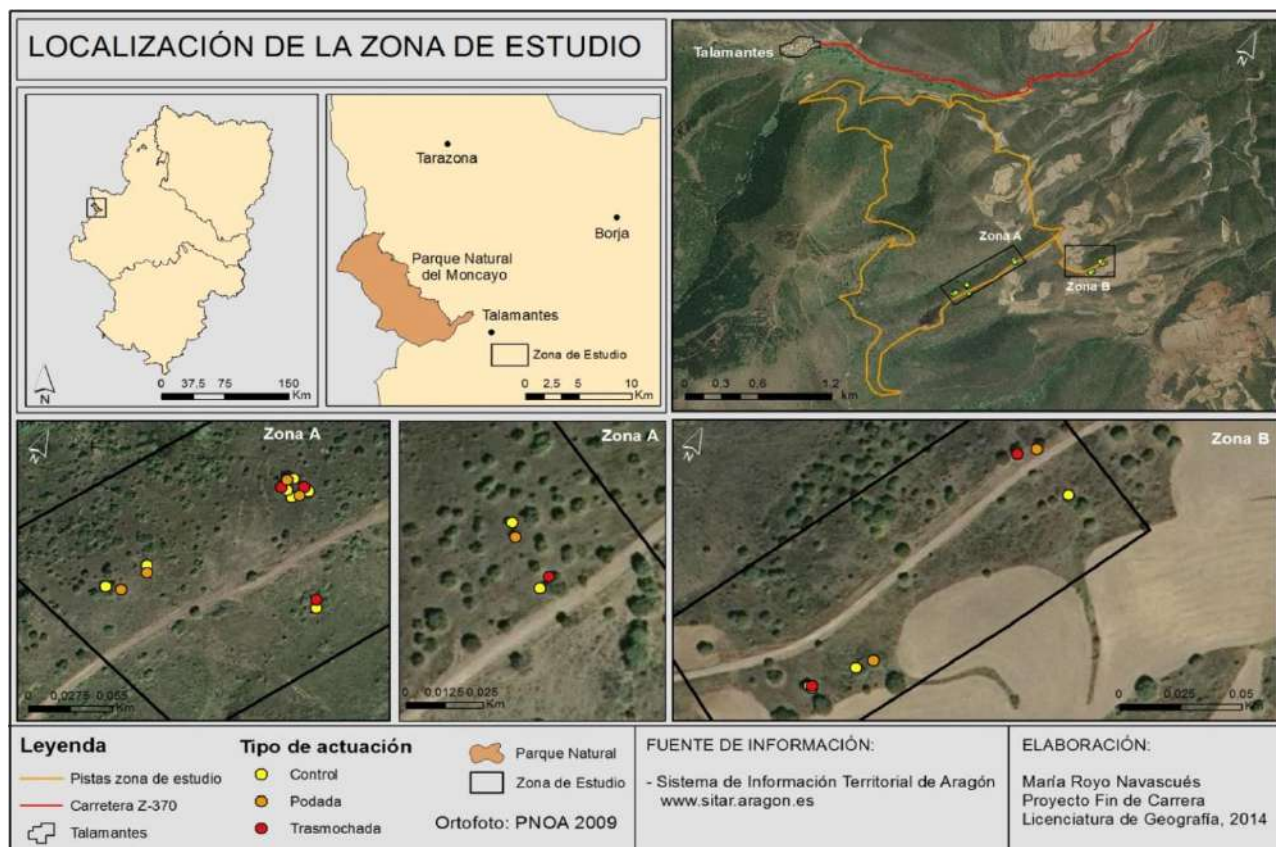 LOCALIZACIÓN DE LA ZONA DE ESTUDIO
N
0 37.5 75 150
Km
Tarazona
Borja
Parque Natural
del Moncayo
Talamantes
Zona de Estudio
0 2.5 5 10
Km
Talamantes
N
Zona A
Zona B
0 0.3 0.6 1.2
km
Zona A
N
0 0,0275 0,055
Km
Zona A
0 0.0125 0.025
Km
Zona B
N
0 0.025 0.05
Km
Leyenda
Pistas zona de estudio
Carretera Z-370
Talamantes
Tipo de actuación
Control
Podada
Trasmochada
Parque Natural
Zona de Estudio
Ortofoto: PNOA 2009
FUENTE DE INFORMACIÓN:
- Sistema de Información Territorial de Aragón
www.sitar.aragon.es
ELABORACIÓN:
María Royo Navascués
Proyecto Fin de Carrera
Licenciatura de Geografía, 2014